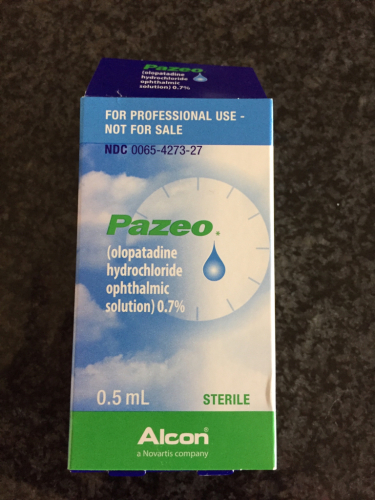 Pazeo
(olopatadine
hydrochloride
ophthalmic
solution) 0.7%
FOR PROFESSIONAL USE -
NOT FOR SALE
NDC 0065-4273-27
Pazeo®
(olopatadine
hydrochloride
ophthalmic
solution) 0.7%
0.5 mL
STERILE
Alcon®
a Novartis company